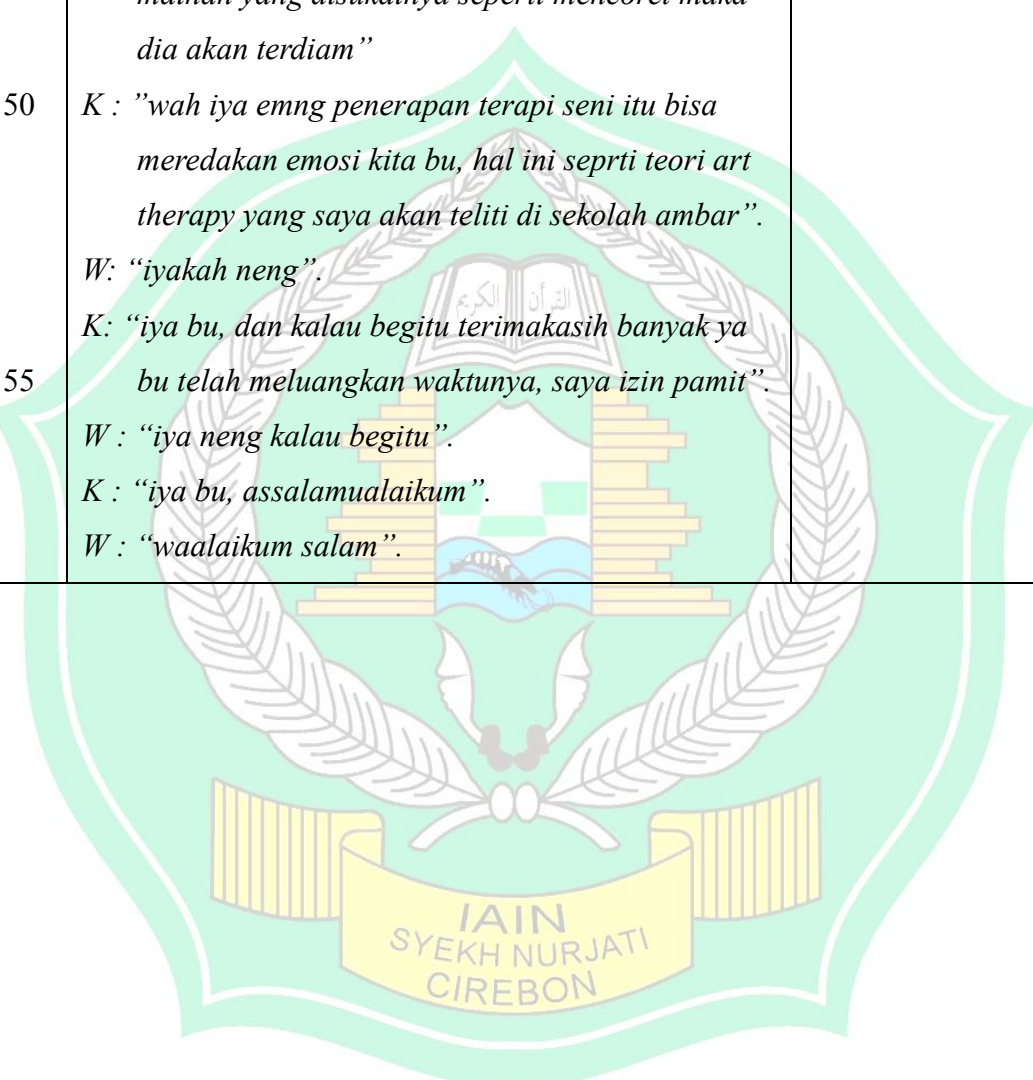 dia akan terdiam”
50 K : ”wah iya emng penerapan terapi seni itu bisa
meredakan emosi kita bu, hal ini seprti teori art
therapy yang saya akan teliti di sekolah ambar”.
W: “iyakah neng”.
K: “iya bu, dan kalau begitu terimakasih banyak ya
55 bu telah meluangkan waktunya, saya izin pamit”.
W : “iya neng kalau begitu”.
K : “iya bu, assalamualaikum”.
W : “waalaikum salam”.
القرآن الكريم
IAIN
SYEKH NURJATI
CIREBON